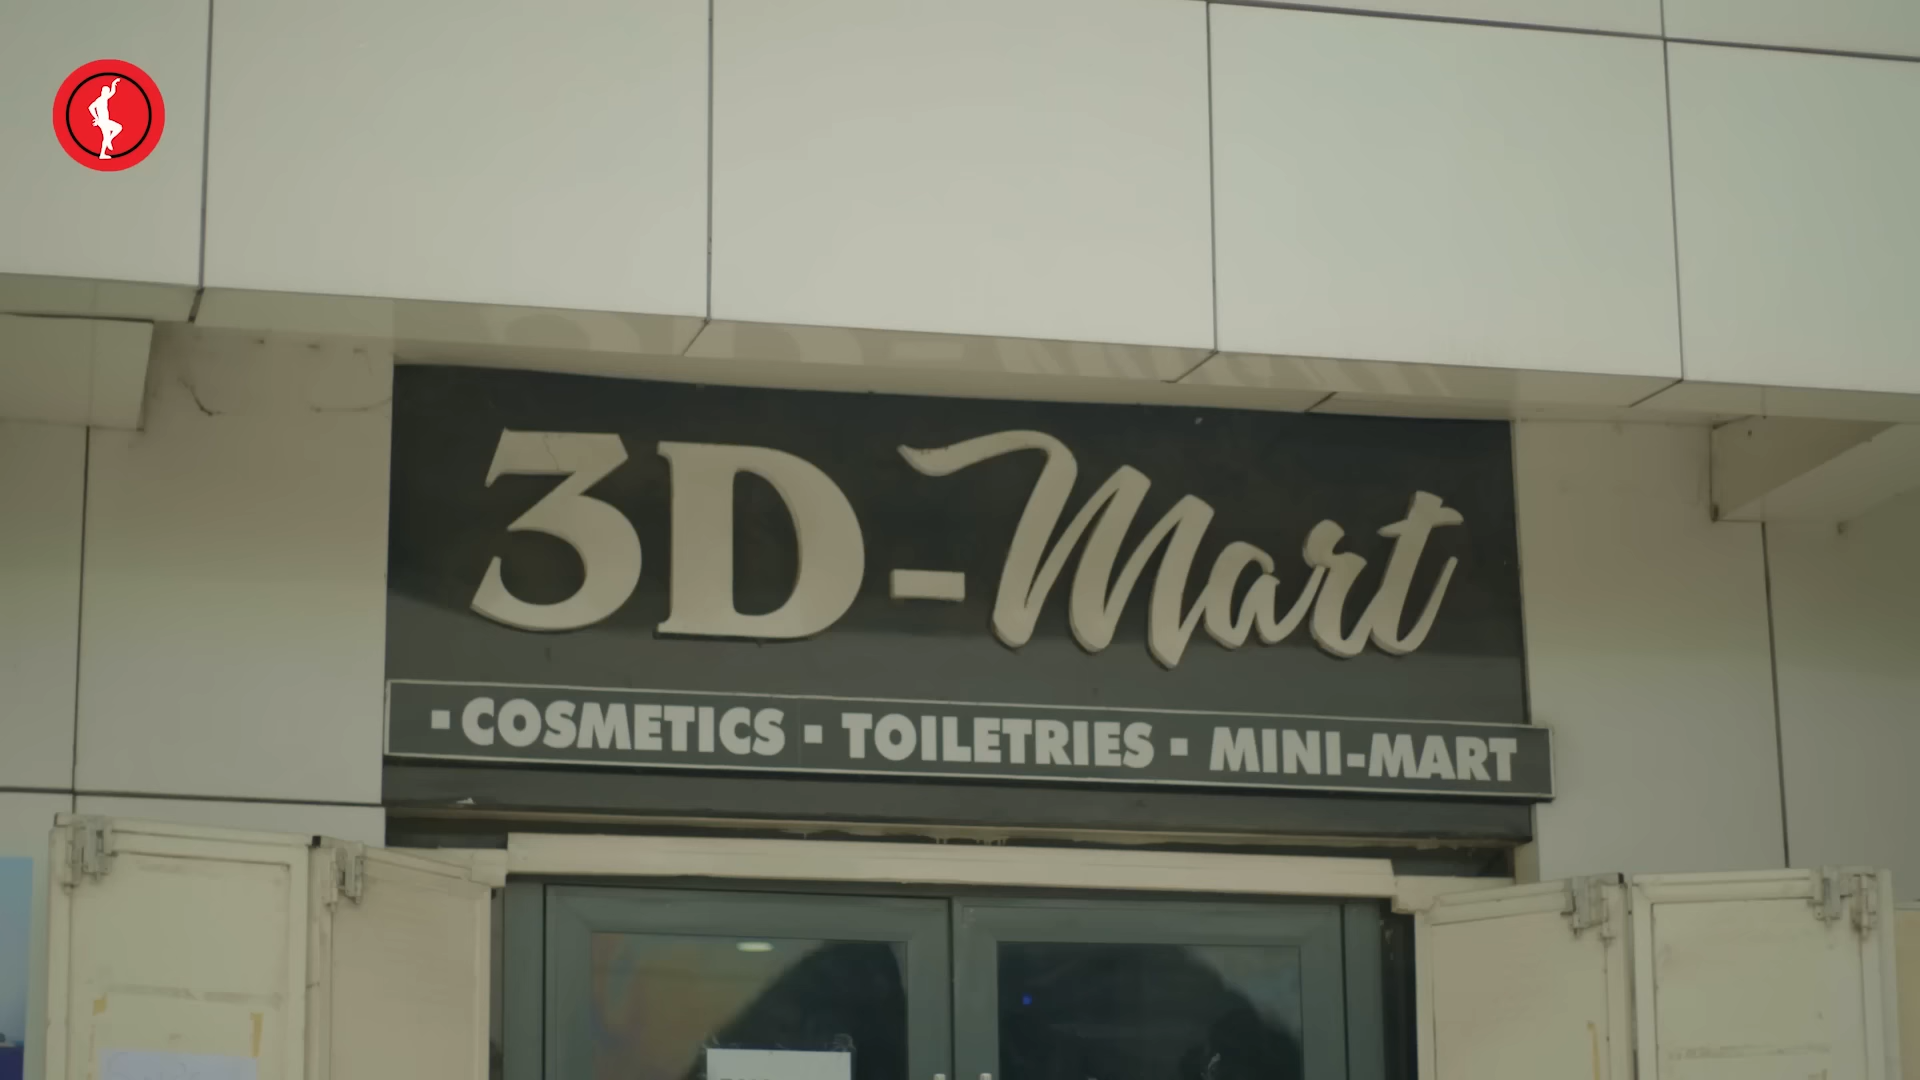 3D-Mart
▪ COSMETICS ▪ TOILETRIES ▪ MINI-MART